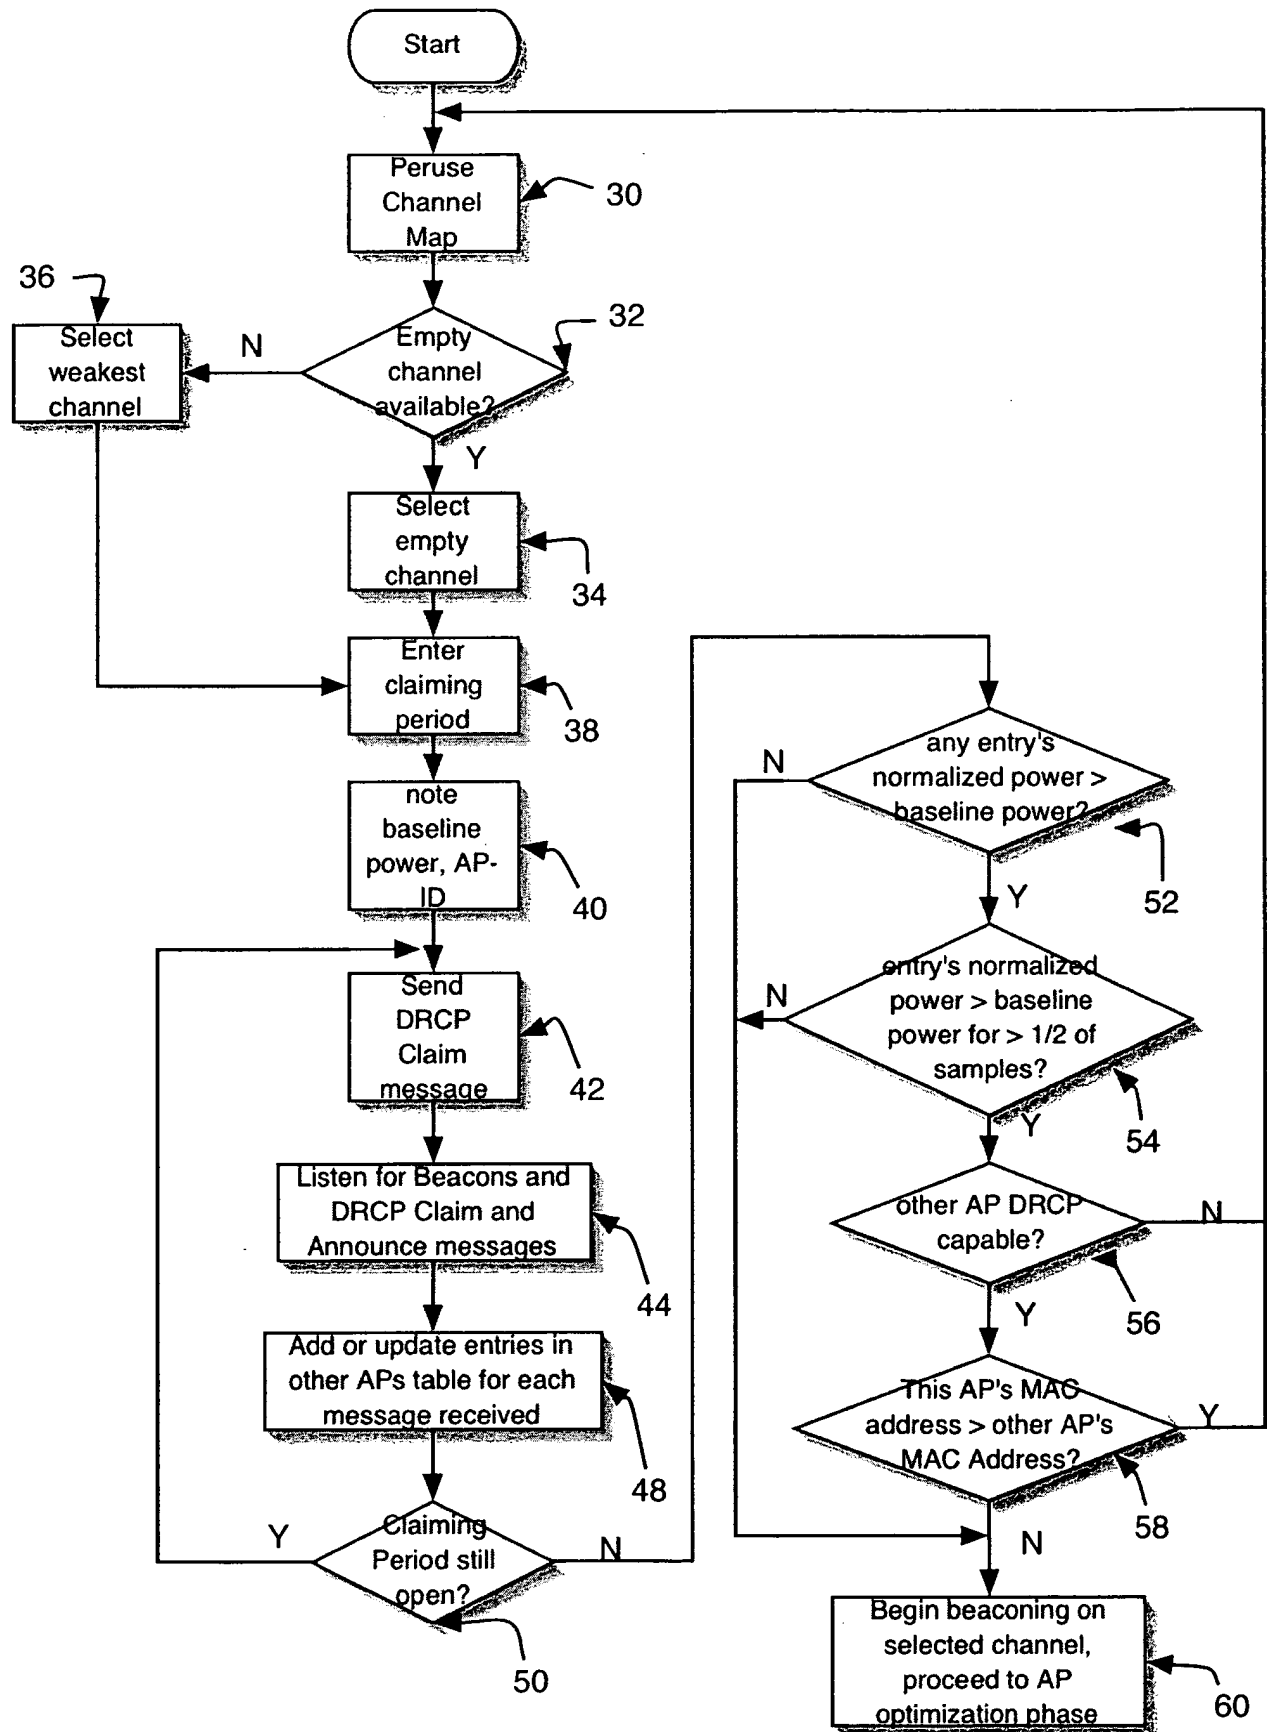 Start
Peruse
Channel
Map
30
36
Select
weakest
channel
N
Empty
channel
available?
32
Y
Select
empty
channel
34
Enter
claiming
period
38
note
baseline
power, AP-
ID
40
Send
DRCP
Claim
message
42
Listen for Beacons and
DRCP Claim and
Announce messages
44
Add or update entries in
other APs table for each
message received
48
Y
Claiming
Period still
open?
N
50
N
any entry's
normalized power >
baseline power?
52
Y
N
entry's normalized
power > baseline
power for > 1/2 of
samples?
54
Y
other AP DRCP
capable?
N
56
Y
This AP's MAC
address > other AP's
MAC Address?
Y
58
N
Begin beaconing on
selected channel,
proceed to AP
optimization phase
60